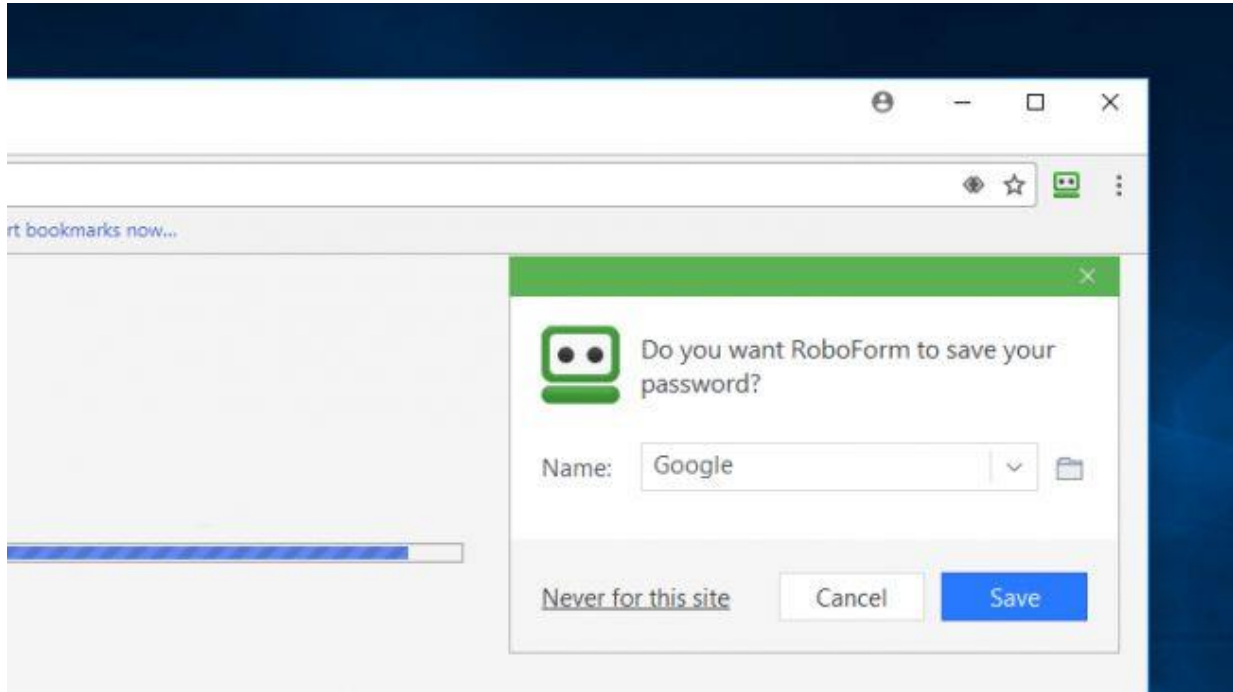 rt bookmarks now...
Do you want RoboForm to save your
password?
Name: Google
Never for this site Cancel Save